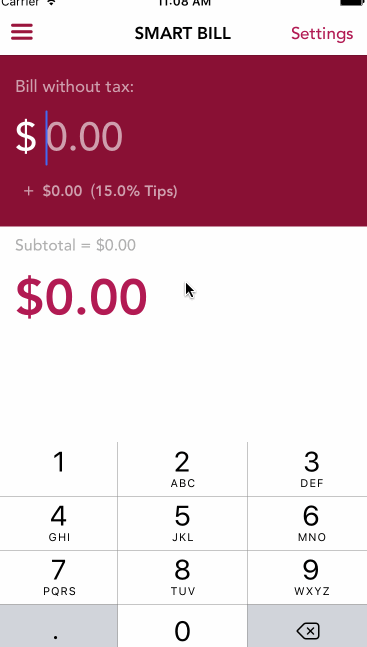 Carrier 11:08 AM
SMART BILL Settings
Bill without tax:
$ 0.00
+ $0.00 (15.0% Tips)
Subtotal = $0.00
$0.00
1 2 3
ABC DEF
4 5 6
GHI JKL MNO
7 8 9
PQRS TUV WXYZ
. 0